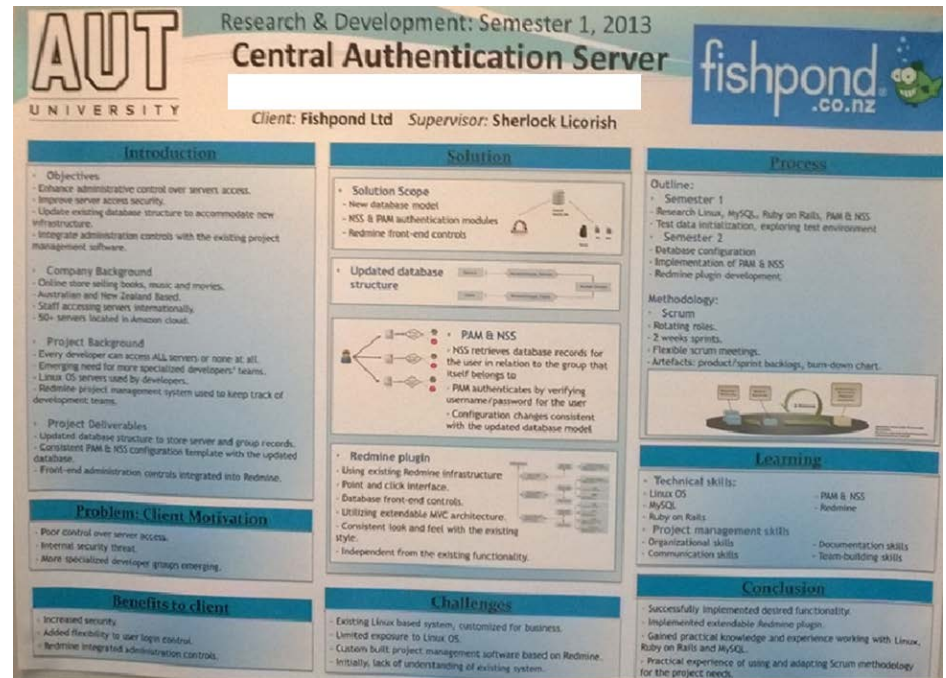 AUT
UNIVERSITY
Research & Development: Semester 1, 2013
Central Authentication Server
Client: Fishpond Ltd Supervisor: Sherlock Licorish
fishpond
.co.nz
Introduction
- Objectives
- Enhance administrative control over servers access.
- Improve server access security.
- Update existing database structure to accommodate new
infrastructure.
- Integrate administration controls with the existing project
management software.
- Company Background
- Online store selling books, music and movies.
- Australian and New Zealand Based.
- Staff accessing servers internationally.
- 50+ servers located in Amazon cloud.
- Project Background
- Every developer can access ALL servers or none at all.
- Emerging need for more specialized developers' teams.
- Linux OS servers used by developers.
- Redmine project management system used to keep track of
development teams.
- Project Deliverables
- Updated database structure to store server and group records.
- Consistent PAM & NSS configuration template with the updated
database.
- Front-end administration controls integrated into Redmine.
Problem: Client Motivation
- Poor control over server access.
- Internal security threat.
- More specialized developer groups emerging.
Benefits to client
- Increased security.
- Added flexibility to user login control.
- Redmine integrated administration controls.
Solution
- Solution Scope
- New database model
- NSS & PAM authentication modules
- Redmine front-end controls
- Updated database
structure
- PAM & NSS
- NSS retrieves database records for
the user in relation to the group that
itself belongs to
- PAM authenticates by verifying
username/password for the user
- Configuration changes consistent
with the updated database model
- Redmine plugin
- Using existing Redmine infrastructure
- Point and click interface.
- Database front-end controls.
- Utilizing extendable MVC architecture.
- Consistent look and feel with the existing
style.
- Independent from the existing functionality.
Challenges
- Existing Linux based system, customized for business.
- Limited exposure to Linux OS.
- Custom built project management software based on Redmine.
- Initially, lack of understanding of existing system.
Process
Outline:
- Semester 1
- Research Linux, MySQL, Ruby on Rails, PAM & NSS
- Test data initialization, exploring test environment
- Semester 2
- Database configuration
- Implementation of PAM & NSS
- Redmine plugin development
Methodology:
- Scrum
- Rotating roles.
- 2 weeks sprints.
- Flexible scrum meetings.
- Artefacts: product/sprint backlogs, burn-down chart.
Learning
- Technical skills:
- Linux OS
- MySQL
- Ruby on Rails
- PAM & NSS
- Redmine
- Project management skills
- Organizational skills
- Communication skills
- Documentation skills
- Team-building skills
Conclusion
- Successfully implemented desired functionality.
- Implemented extendable Redmine plugin.
- Gained practical knowledge and experience working with Linux,
Ruby on Rails and MySQL.
- Practical experience of using and adapting Scrum methodology
for the project needs.